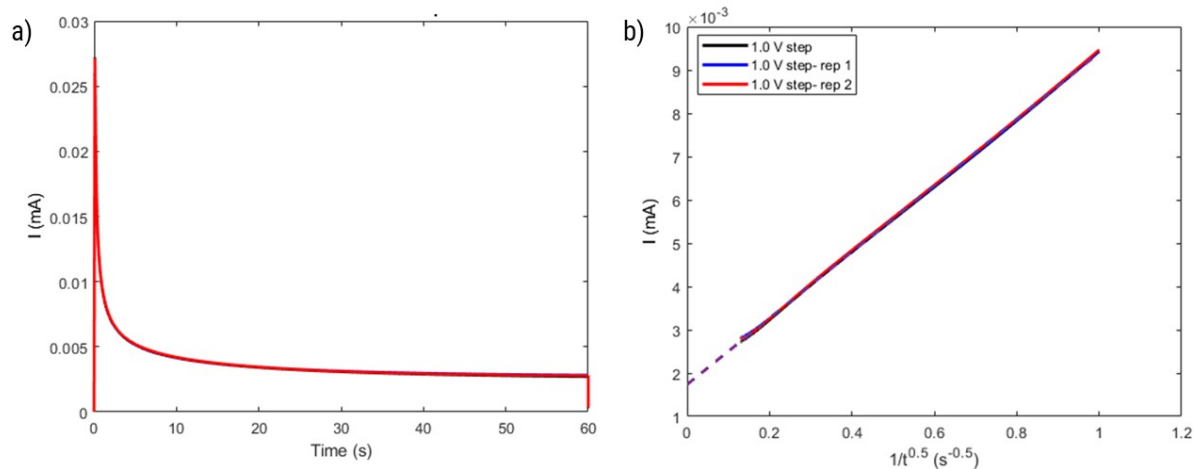 a)
0.03
0.025
0.02
0.015
0.01
0.005
0
I (mA)
0 10 20 30 40 50 60
Time (s)
b)
×10⁻³
10
9
8
7
6
5
4
3
2
1
I (mA)
1.0 V step
1.0 V step- rep 1
1.0 V step- rep 2
0 0.2 0.4 0.6 0.8 1 1.2
1/t^0.5 (s^-0.5)